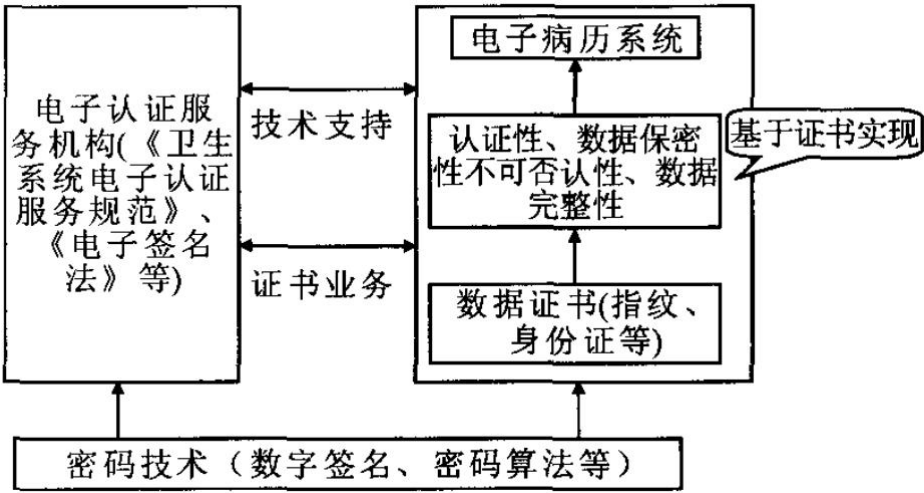 电子认证服
务机构(《卫生
系统电子认证
服务规范》、
《电子签名
法》等)
技术支持
证书业务
电子病历系统
认证性、数据保密
性不可否认性、数据
完整性
基于证书实现
数据证书(指纹、
身份证等)
密码技术（数字签名、密码算法等）